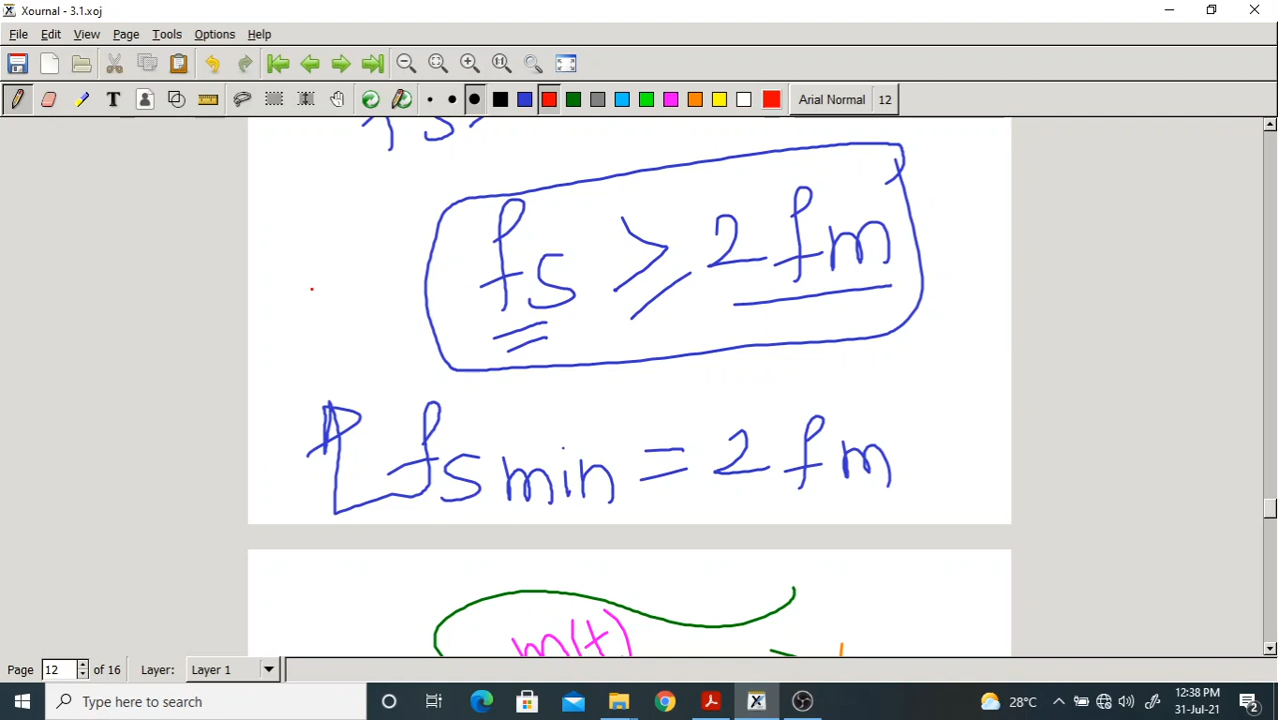 Xournal - 3.1.xoj
File Edit View Page Tools Options Help
Arial Normal 12
fs ≥ 2fm
fs min = 2fm
m(t)
Page 12 of 16 Layer: Layer 1
Type here to search
28°C
12:38 PM
31-Jul-21
2